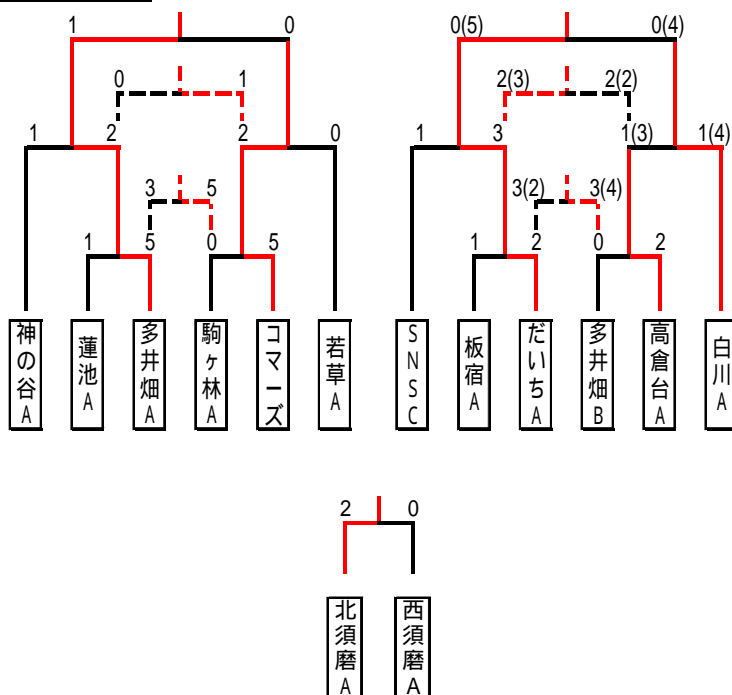 1 0 0(5) 0(4)
0 1 2(3) 2(2)
1 2 2 0 1 3 1(3) 1(4)
3 5 3(2) 3(4)
1 5 0 5 1 2 0 2
神の谷A
蓮池A
多井畑A
駒ヶ林A
コマーズ
若草A
SNSC
板宿A
だいちA
多井畑B
高倉台A
白川A
2 0
北須磨A
西須磨A